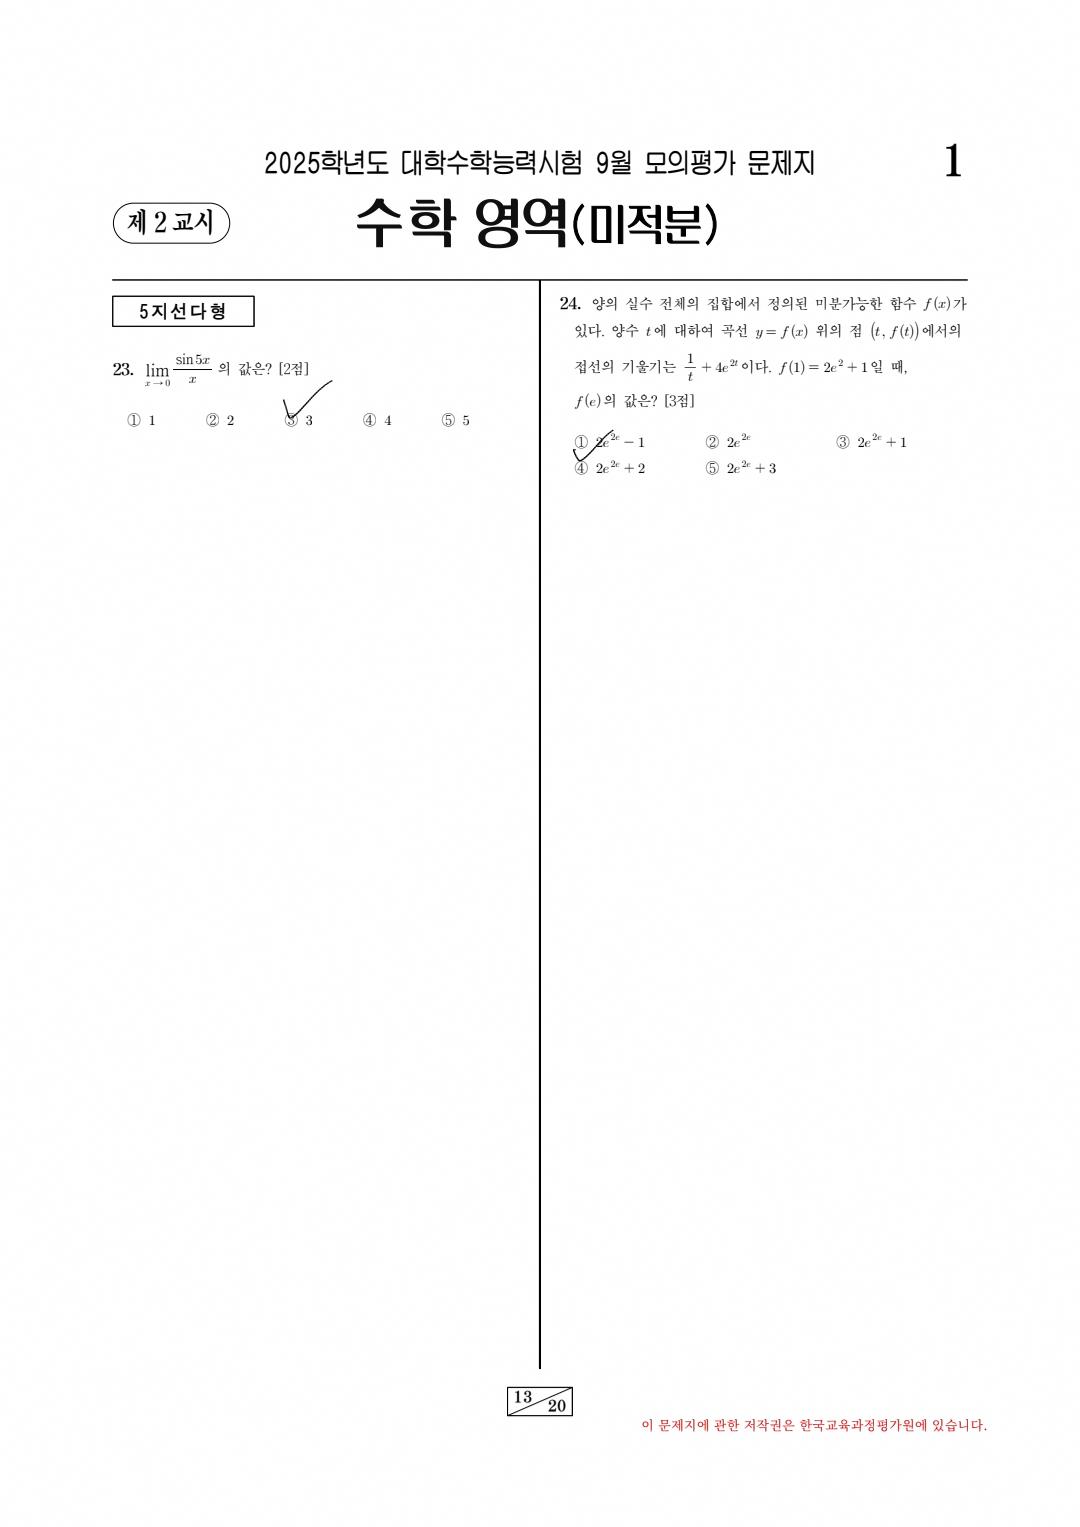 2025학년도 대학수학능력시험 9월 모의평가 문제지
1
제 2 교시
수학 영역(미적분)
5지선다형
23. lim x→0 sin5x/x 의 값은? [2점]
① 1 ② 2 ③ 3 ④ 4 ⑤ 5
24. 양의 실수 전체의 집합에서 정의된 미분가능한 함수 f(x)가
있다. 양수 t에 대하여 곡선 y=f(x) 위의 점 (t, f(t))에서의
접선의 기울기는 1/t + 4e^{2t}이다. f(1)=2e²+1일 때,
f(e)의 값은? [3점]
① 2e^{2e}−1 ② 2e^{2e} ③ 2e^{2e}+1
④ 2e^{2e}+2 ⑤ 2e^{2e}+3
13
20
이 문제지에 관한 저작권은 한국교육과정평가원에 있습니다.